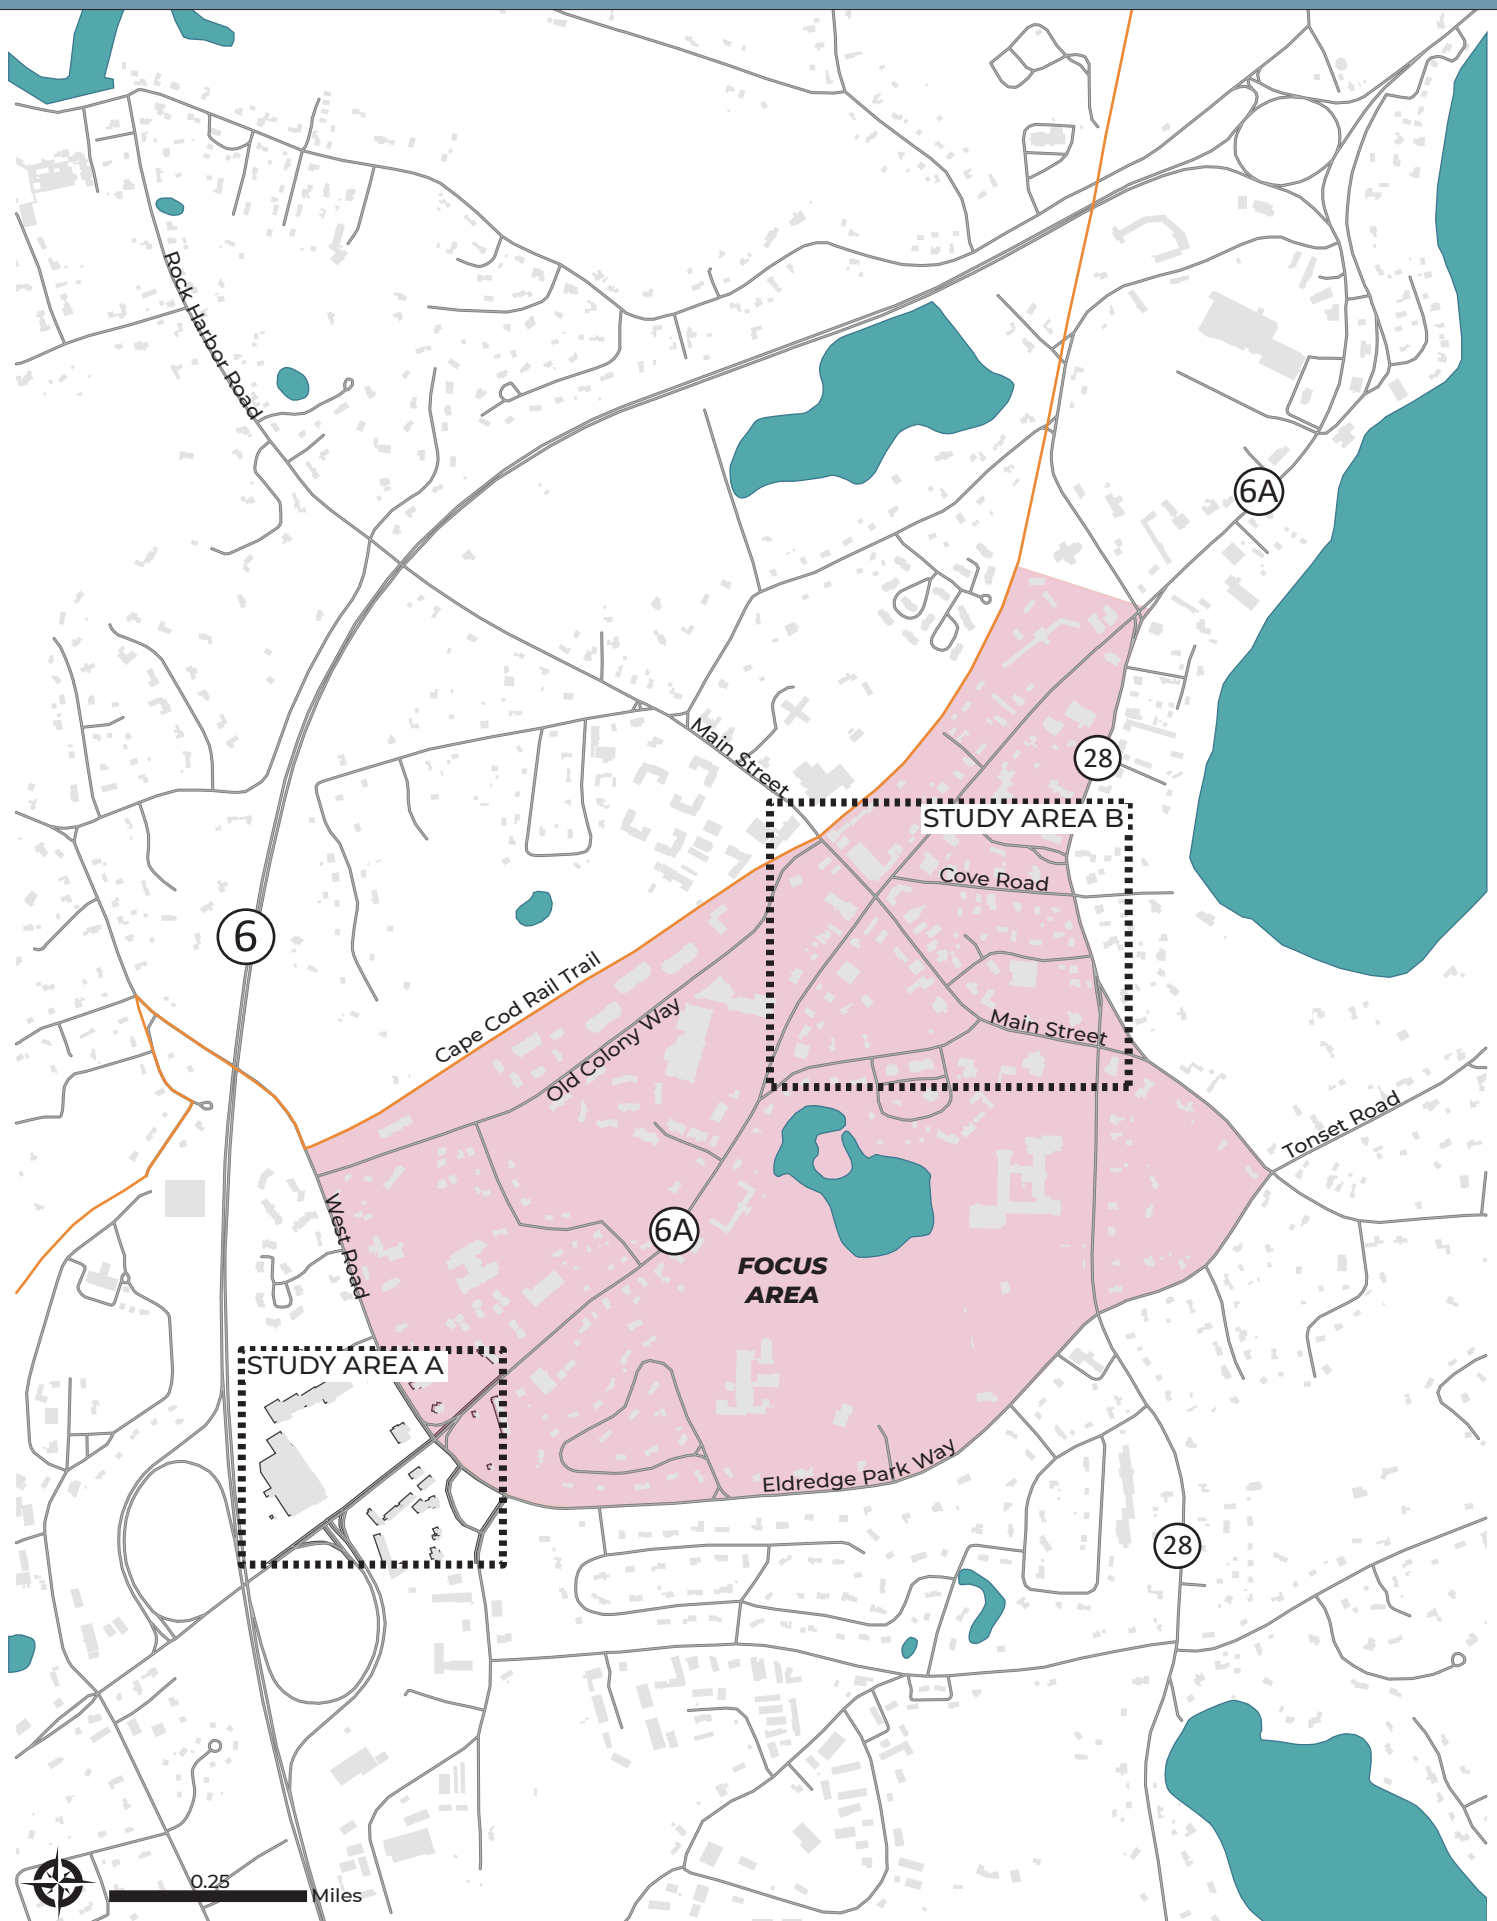 Rock Harbor Road
6A
Main Street
28
STUDY AREA B
Cove Road
6
Cape Cod Rail Trail
Old Colony Way
Main Street
Tonset Road
West Road
6A
FOCUS
AREA
STUDY AREA A
Eldredge Park Way
28
0.25
Miles